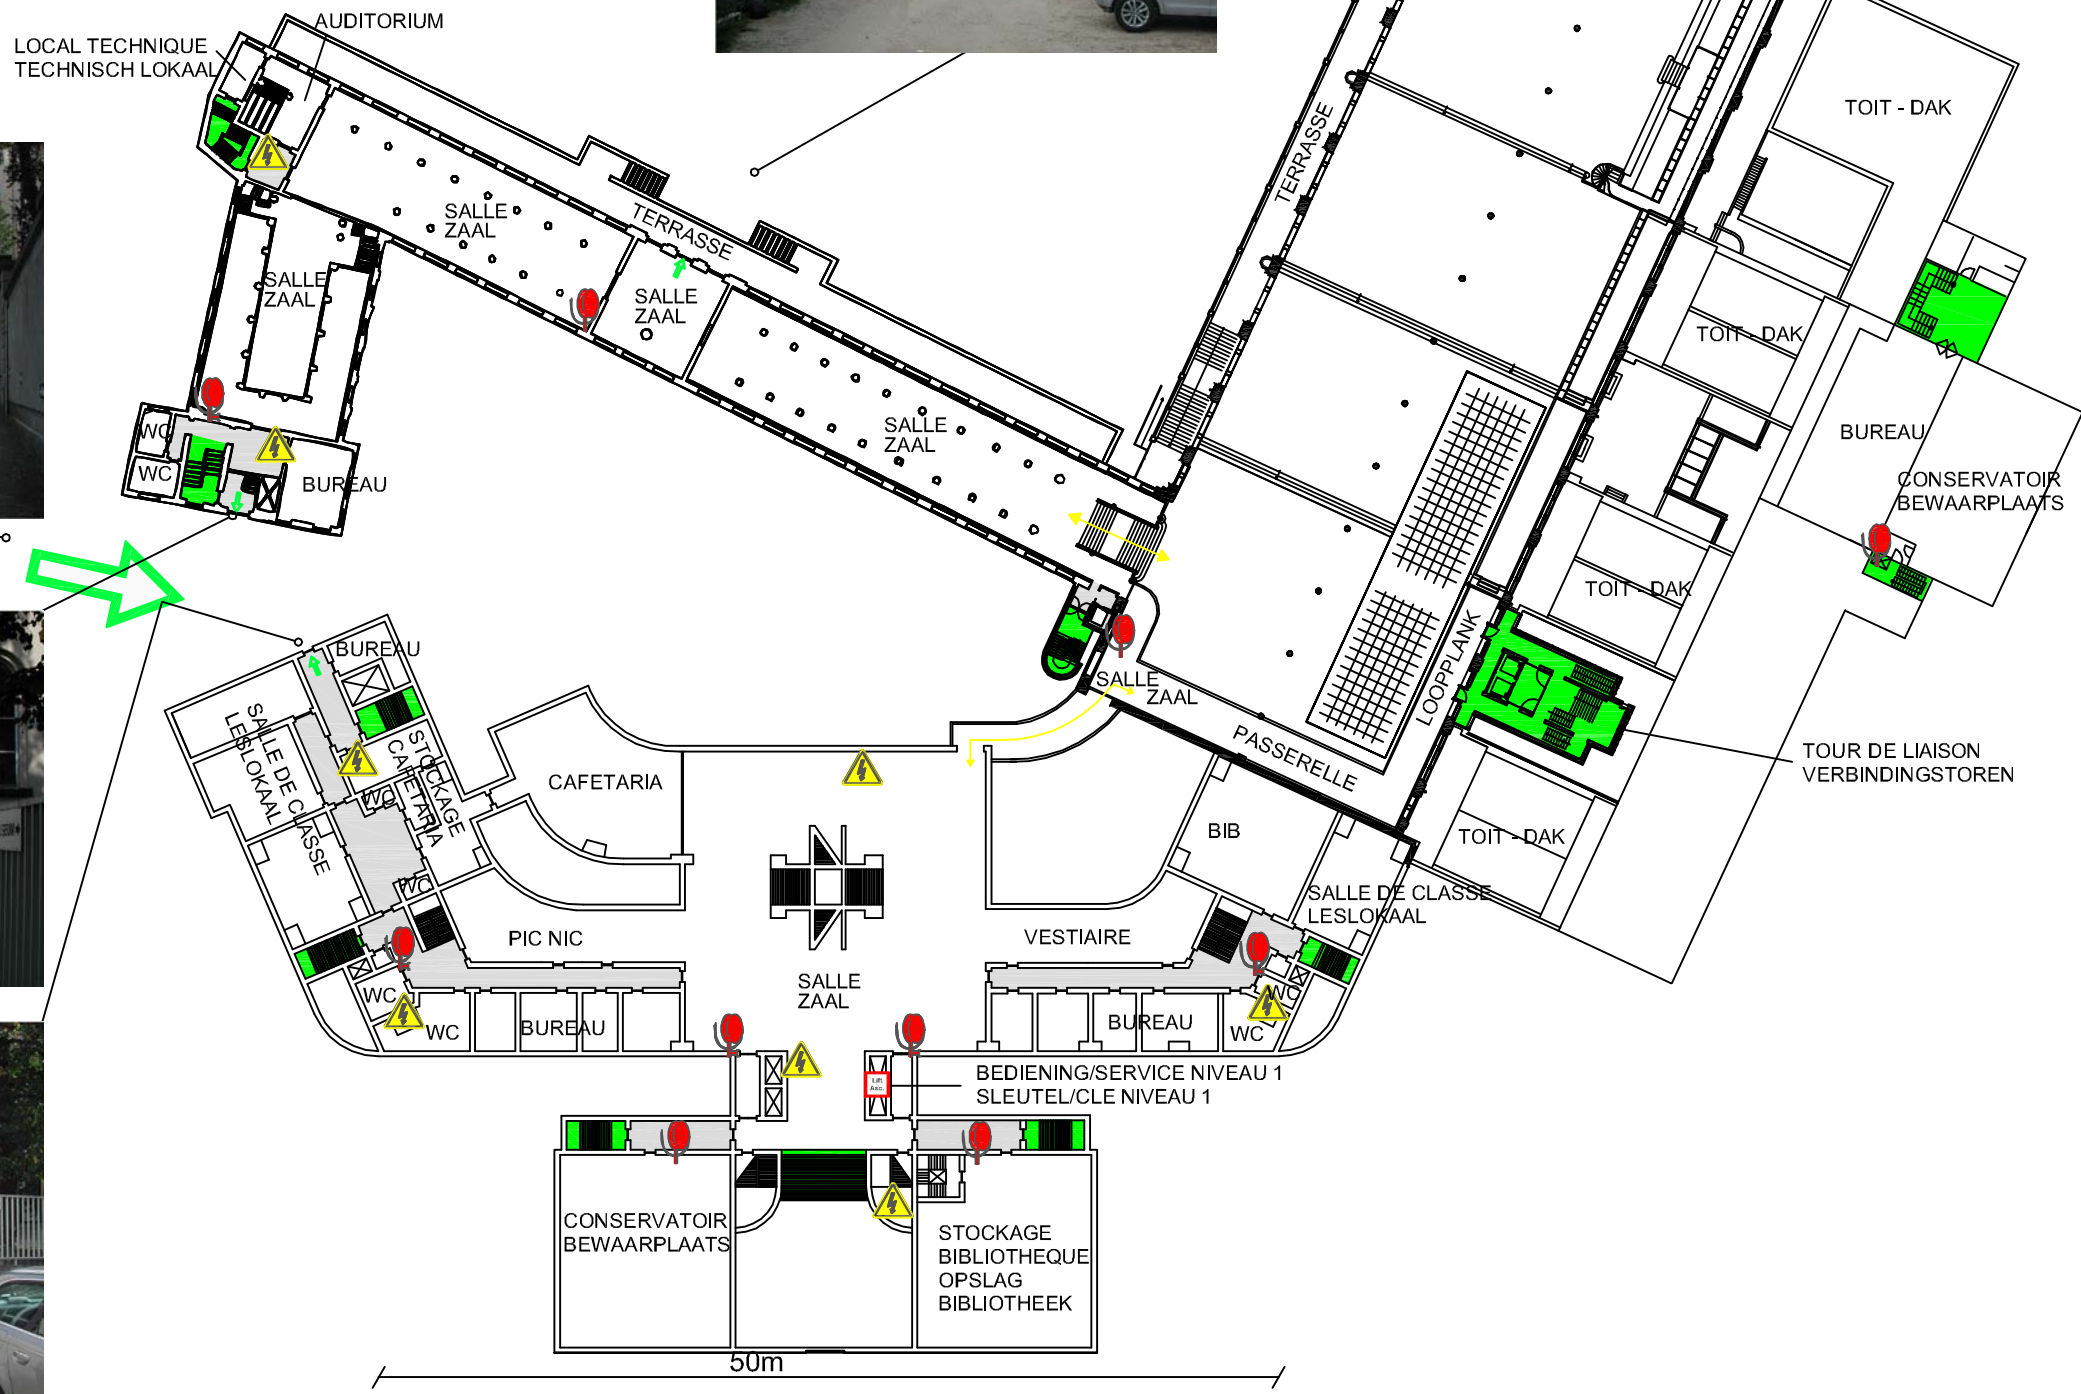 AUDITORIUM
LOCAL TECHNIQUE
TECHNISCH LOKAAL
TOIT - DAK
TERRASSE
SALLE
ZAAL
TERRASSE
SALLE
ZAAL
SALLE
ZAAL
TOIT - DAK
SALLE
ZAAL
BUREAU
WC
WC
BUREAU
CONSERVATOIR
BEWAARPLAATS
TOIT - DAK
BUREAU
LOOPPLANK
SALLE
ZAAL
SALLE DE CLASSE
LESLOKAAL
STOCKAGE
CAFETARIA
WC
WC
CAFETARIA
PASSERELLE
TOUR DE LIAISON
VERBINDINGSTOREN
BIB
TOIT - DAK
SALLE DE CLASSE
LESLOKAAL
PIC NIC
VESTIAIRE
SALLE
ZAAL
WC
WC
BUREAU
BUREAU
WC
WC
Lift
Asc.
BEDIENING/SERVICE NIVEAU 1
SLEUTEL/CLE NIVEAU 1
CONSERVATOIR
BEWAARPLAATS
STOCKAGE
BIBLIOTHEQUE
OPSLAG
BIBLIOTHEEK
50m